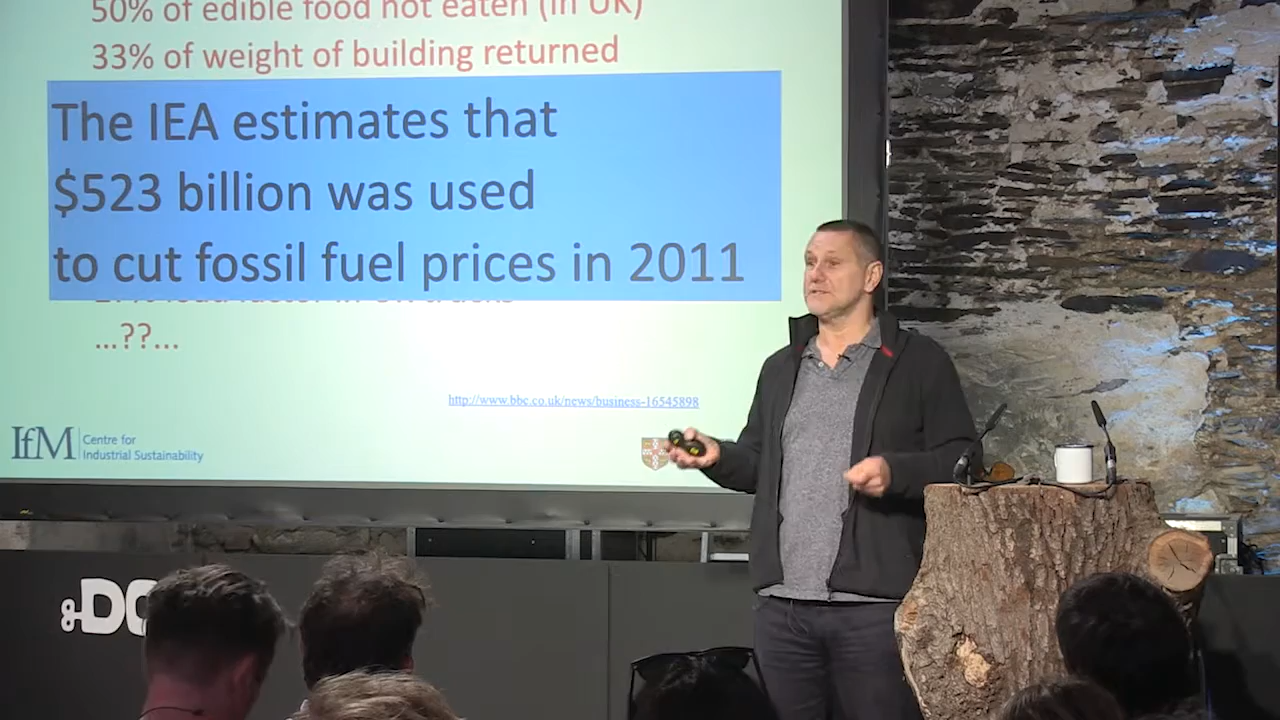 50% of edible food not eaten (in UK)
33% of weight of building returned
The IEA estimates that
$523 billion was used
to cut fossil fuel prices in 2011
...??...
http://www.bbc.co.uk/news/business-16545898
IfM
Centre for
Industrial Sustainability